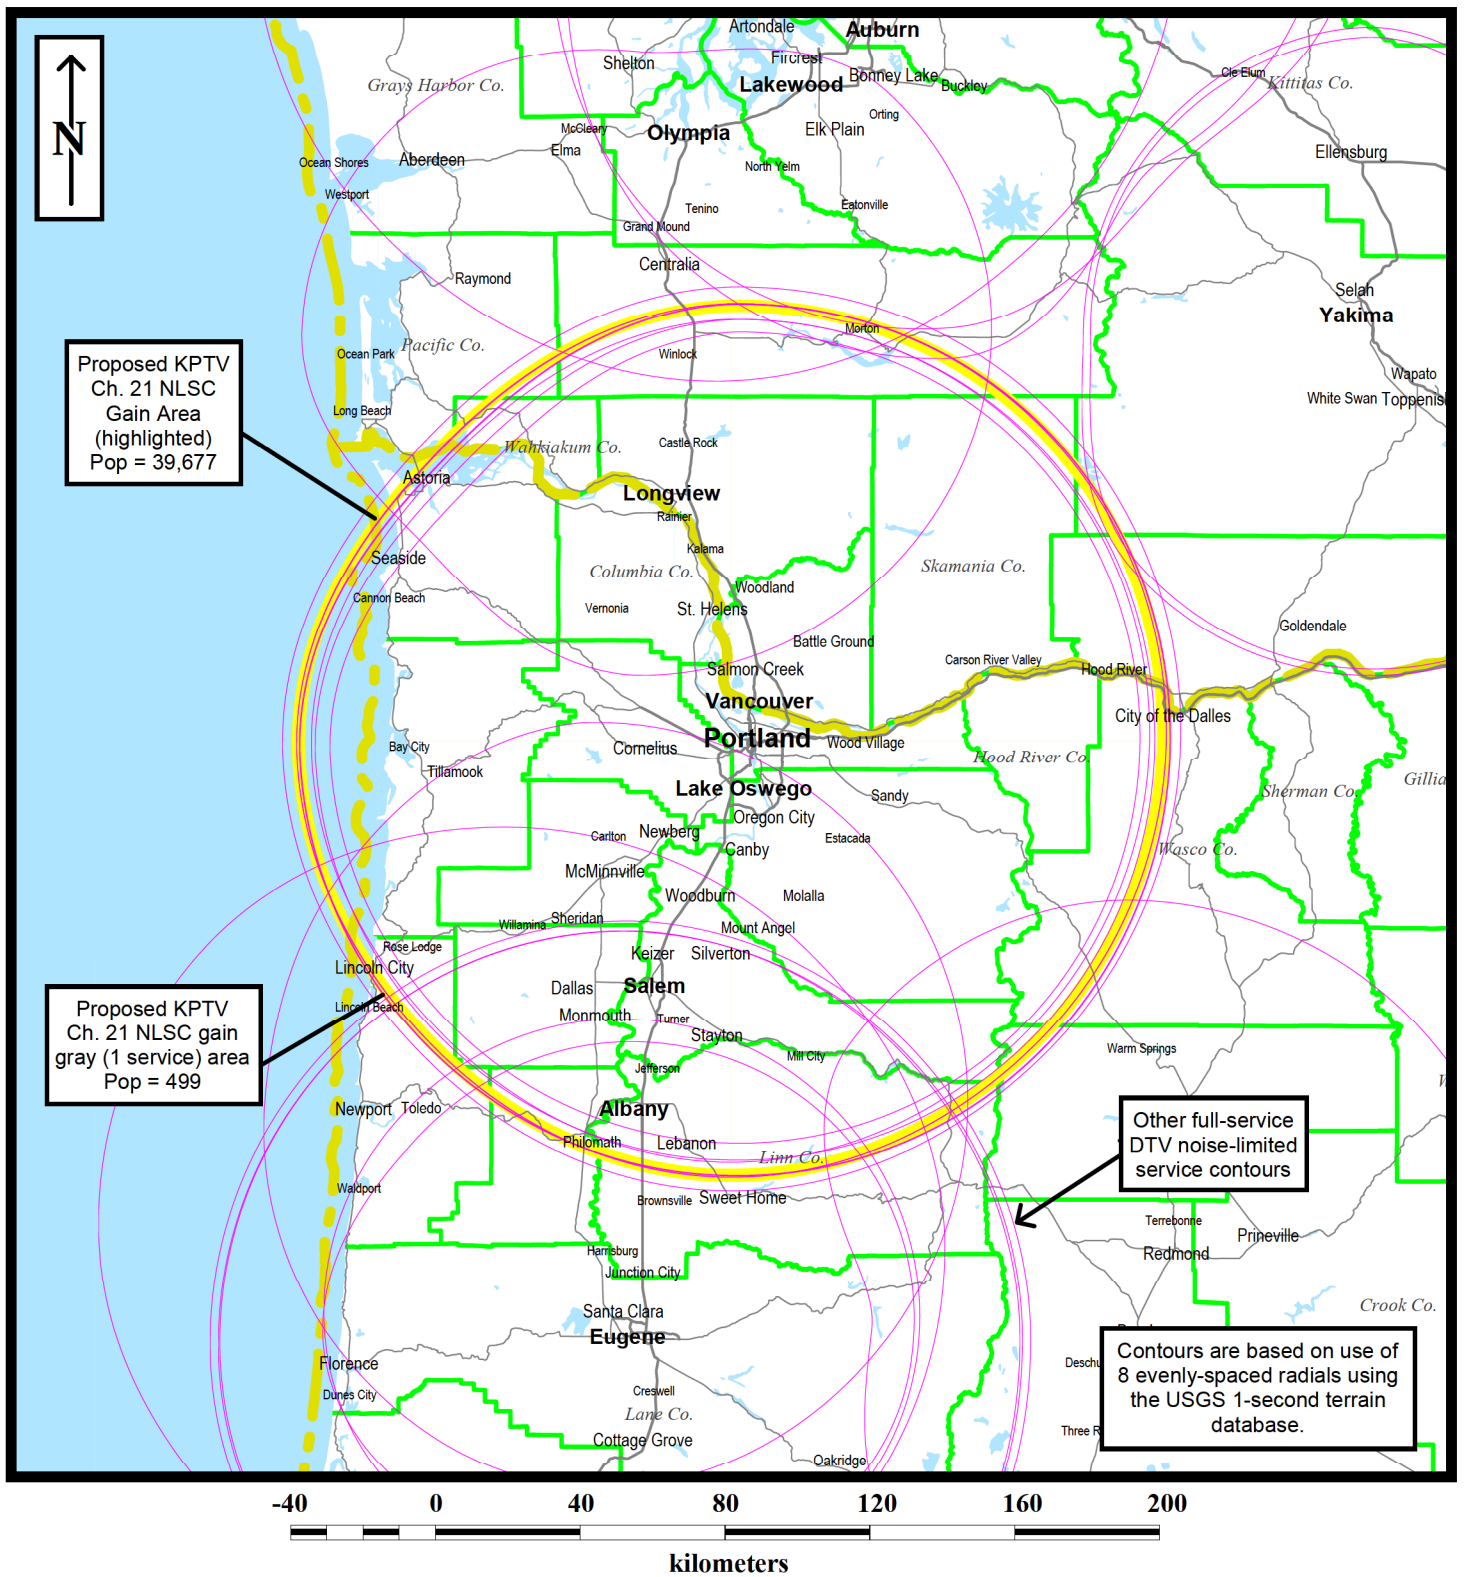 Artondale
Auburn
Shelton
Fircrest
Bonney Lake
Cle Elum
Grays Harbor Co.
Lakewood
Buckley
Kittitas Co.
N
Orting
McCleary
Olympia
Elk Plain
Elma
Ellensburg
Ocean Shores
Aberdeen
North Yelm
Westport
Tenino
Eatonville
Grand Mound
Centralia
Raymond
Selah
Yakima
Morton
Pacific Co.
Ocean Park
Winlock
Proposed KPTV
Ch. 21 NLSC
Gain Area
(highlighted)
Pop = 39,677
Wapato
White Swan
Toppenis
Long Beach
Wahkiakum Co.
Castle Rock
Astoria
Longview
Rainier
Kalama
Seaside
Columbia Co.
Skamania Co.
Woodland
Cannon Beach
Vernonia
St. Helens
Goldendale
Battle Ground
Carson River Valley
Salmon Creek
Hood River
Vancouver
City of the Dalles
Portland
Cornelius
Wood Village
Bay City
Hood River Co.
Tillamook
Gillia
Lake Oswego
Sandy
Sherman Co.
Oregon City
Newberg
Carlton
Estacada
Canby
Wasco Co.
McMinnville
Woodburn
Molalla
Sheridan
Willamina
Mount Angel
Rose Lodge
Keizer
Silverton
Lincoln City
Dallas
Salem
Lincoln Beach
Monmouth
Turner
Proposed KPTV
Ch. 21 NLSC gain
gray (1 service) area
Pop = 499
Stayton
Mill City
Warm Springs
Jefferson
W
Newport
Toledo
Albany
Philomath
Lebanon
Linn Co.
Other full-service
DTV noise-limited
service contours
Waldport
Brownsville
Sweet Home
Terrebonne
Prineville
Harrisburg
Redmond
Junction City
Santa Clara
Crook Co.
Eugene
Florence
Deschu
Dunes City
Creswell
Lane Co.
Three R
Cottage Grove
Oakridge
Contours are based on use of
8 evenly-spaced radials using
the USGS 1-second terrain
database.
-40 0 40 80 120 160 200
kilometers